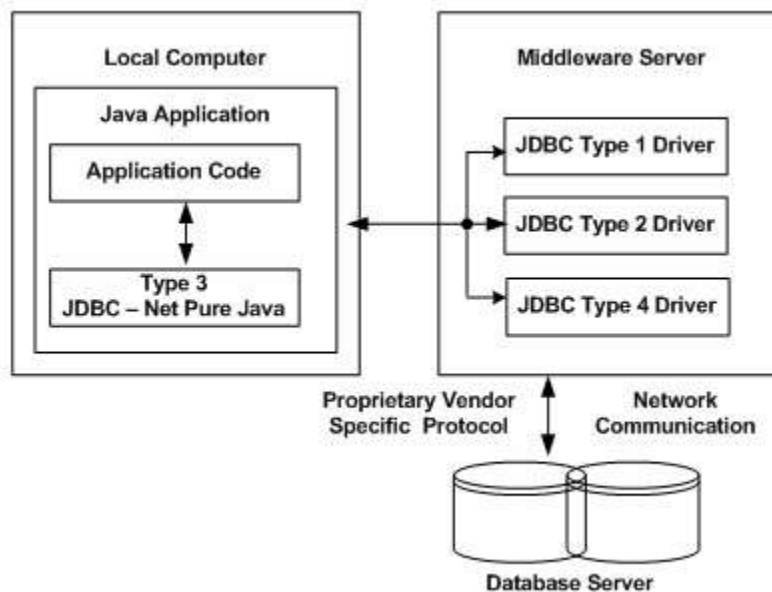 Local Computer
Java Application
Application Code
Type 3
JDBC – Net Pure Java
Middleware Server
JDBC Type 1 Driver
JDBC Type 2 Driver
JDBC Type 4 Driver
Proprietary Vendor
Specific Protocol
Network
Communication
Database Server